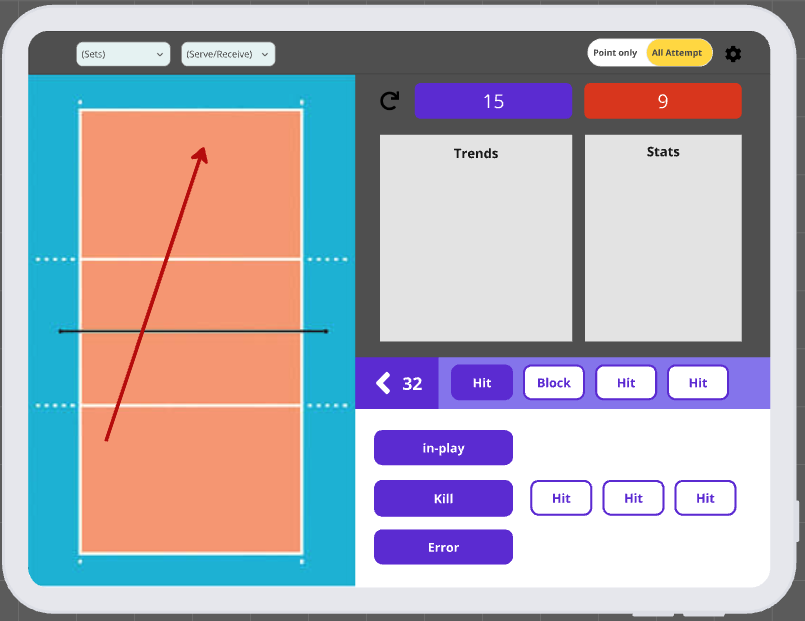 (Sets)
(Serve/Receive)
Point only
All Attempt
15
9
Trends
Stats
32
Hit
Block
Hit
Hit
in-play
Kill
Hit
Hit
Hit
Error